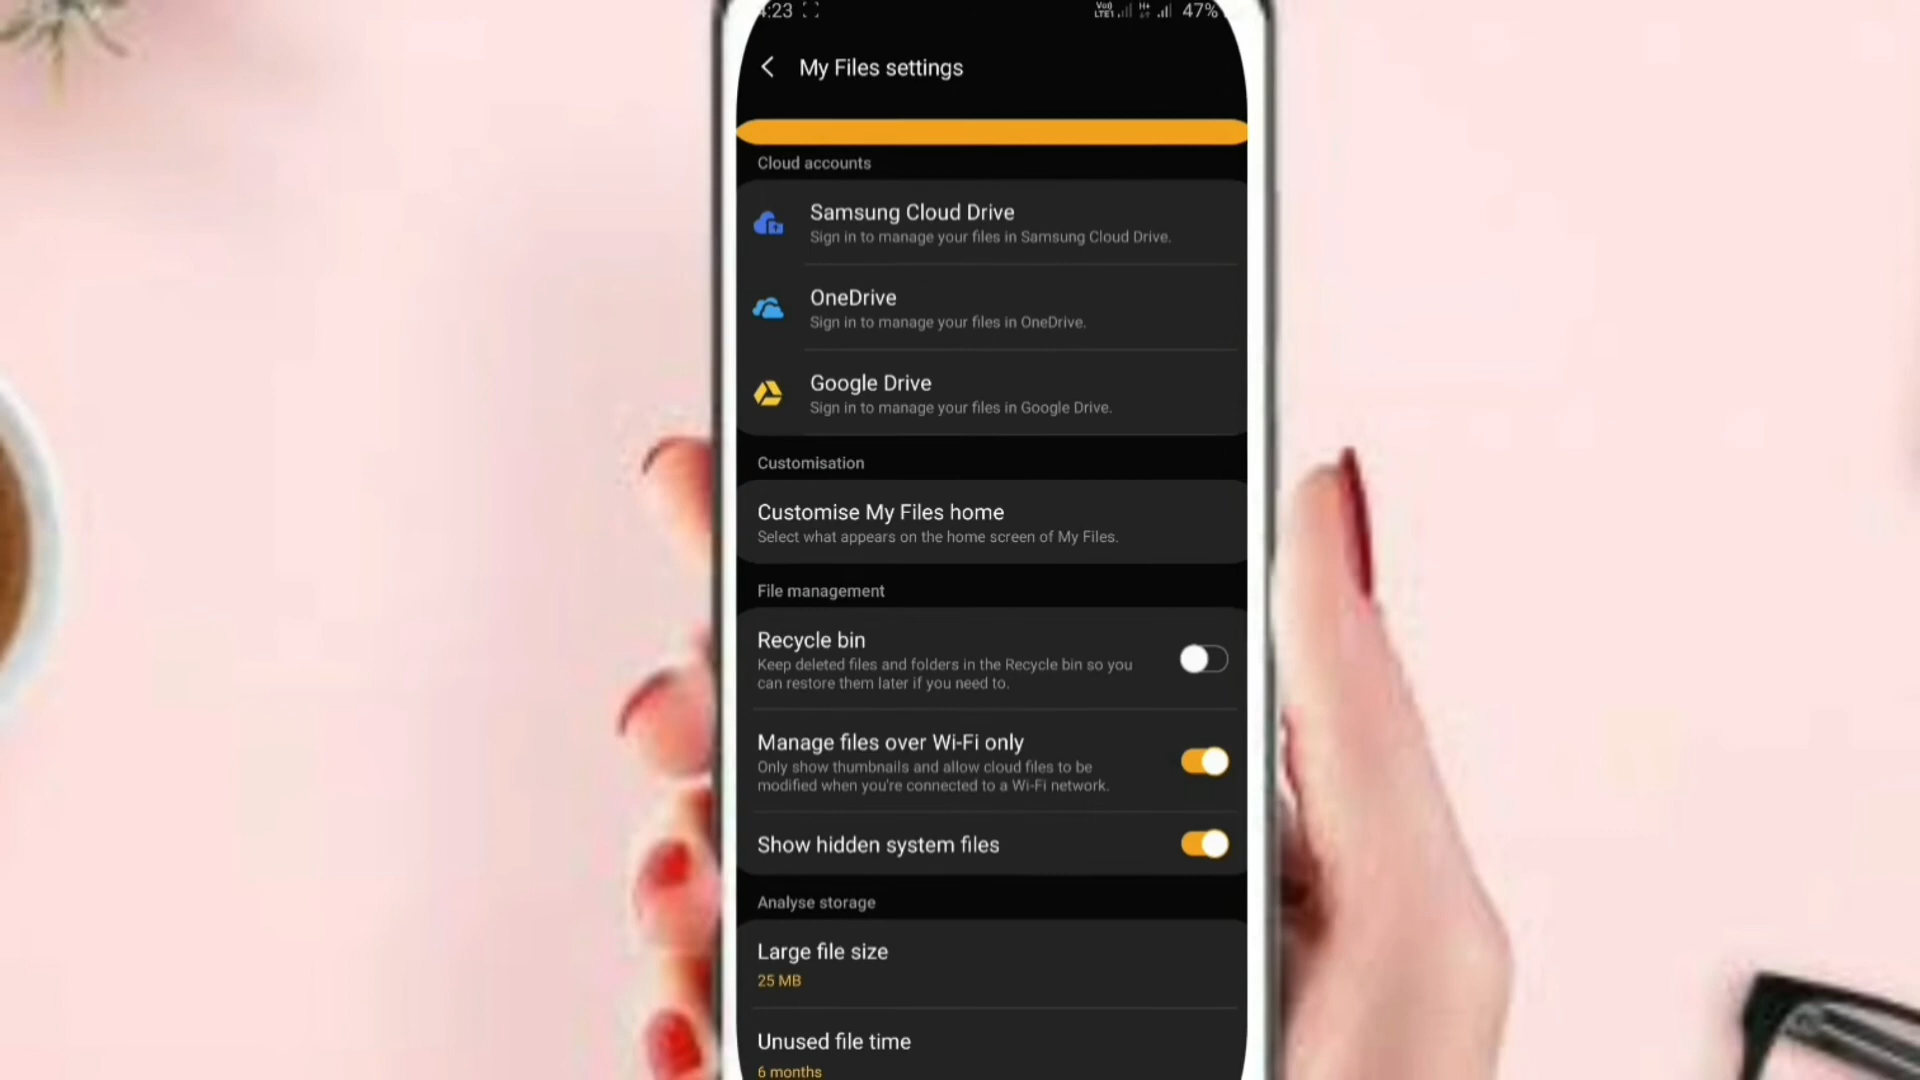 :23 47%
My Files settings
Cloud accounts
Samsung Cloud Drive
Sign in to manage your files in Samsung Cloud Drive.
OneDrive
Sign in to manage your files in OneDrive.
Google Drive
Sign in to manage your files in Google Drive.
Customisation
Customise My Files home
Select what appears on the home screen of My Files.
File management
Recycle bin
Keep deleted files and folders in the Recycle bin so you
can restore them later if you need to.
Manage files over Wi-Fi only
Only show thumbnails and allow cloud files to be
modified when you're connected to a Wi-Fi network.
Show hidden system files
Analyse storage
Large file size
25 MB
Unused file time
6 months